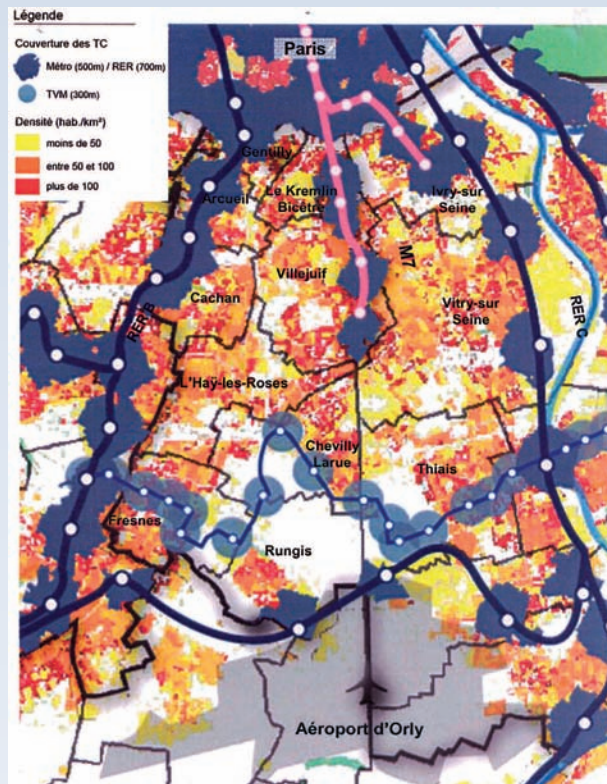 Légende
Couverture des TC
Métro (500m) / RER (700m)
TVM (300m)
Densité (hab./km²)
moins de 50
entre 50 et 100
plus de 100
Paris
Gentilly
Arcueil
Le Kremlin
Bicêtre
Ivry-sur
Seine
Villejuif
M7
Cachan
Vitry-sur
Seine
RER B
RER C
L'Haÿ-les-Roses
Chevilly
Larue
Thiais
Fresnes
Rungis
Aéroport d'Orly